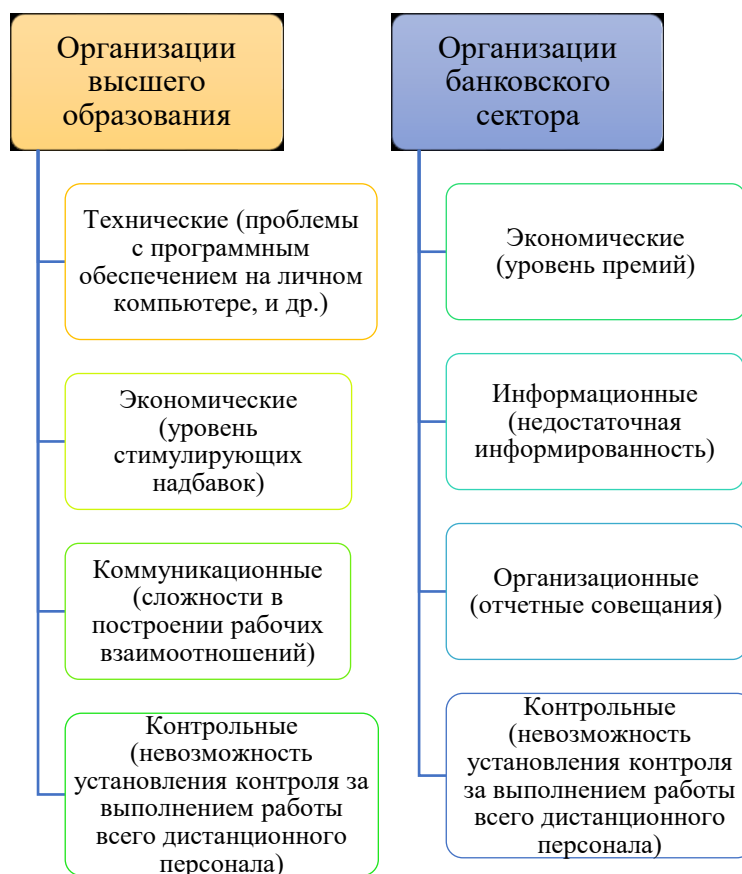 Организации
высшего
образования
Технические (проблемы
с программным
обеспечением на личном
компьютере, и др.)
Экономические
(уровень
стимулирующих
надбавок)
Коммуникационные
(сложности в
построении рабочих
взаимоотношений)
Контрольные
(невозможность
установления контроля за
выполнением работы
всего дистанционного
персонала)
Организации
банковского
сектора
Экономические
(уровень премий)
Информационные
(недостаточная
информированность)
Организационные
(отчетные совещания)
Контрольные
(невозможность
установления контроля
за выполнением работы
всего дистанционного
персонала)